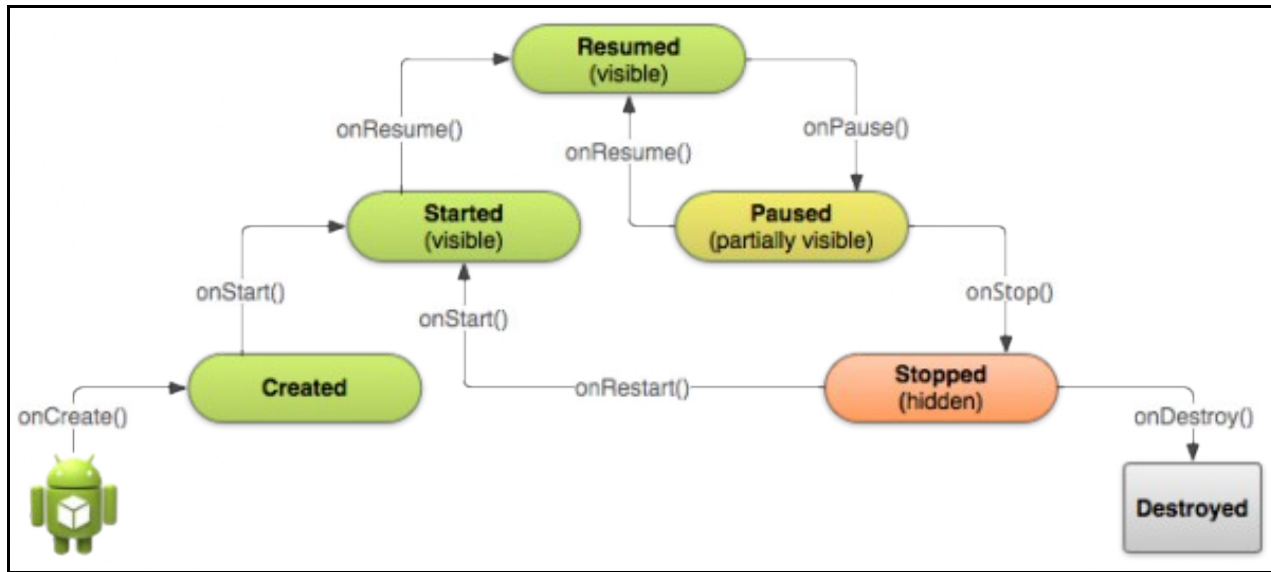 Resumed
(visible)
onResume()
onPause()
onResume()
Started
(visible)
Paused
(partially visible)
onStart()
onStop()
onStart()
Created
onRestart()
Stopped
(hidden)
onCreate()
onDestroy()
Destroyed